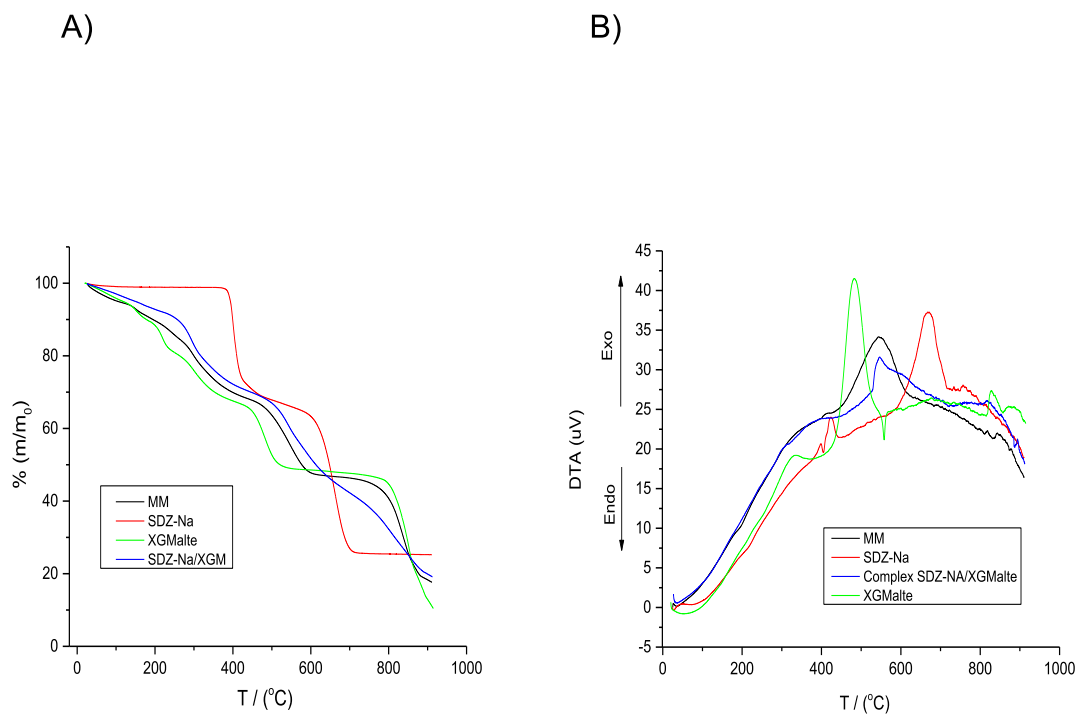 A)
B)
100
80
60
40
20
0
0 200 400 600 800 1000
% (m/m₀)
T / (°C)
MM
SDZ-Na
XGMalte
SDZ-Na/XGM
45
40
35
30
25
20
15
10
5
0
-5
0 200 400 600 800 1000
DTA (uV)
Exo
Endo
T / (°C)
MM
SDZ-Na
Complex SDZ-NA/XGMalte
XGMalte